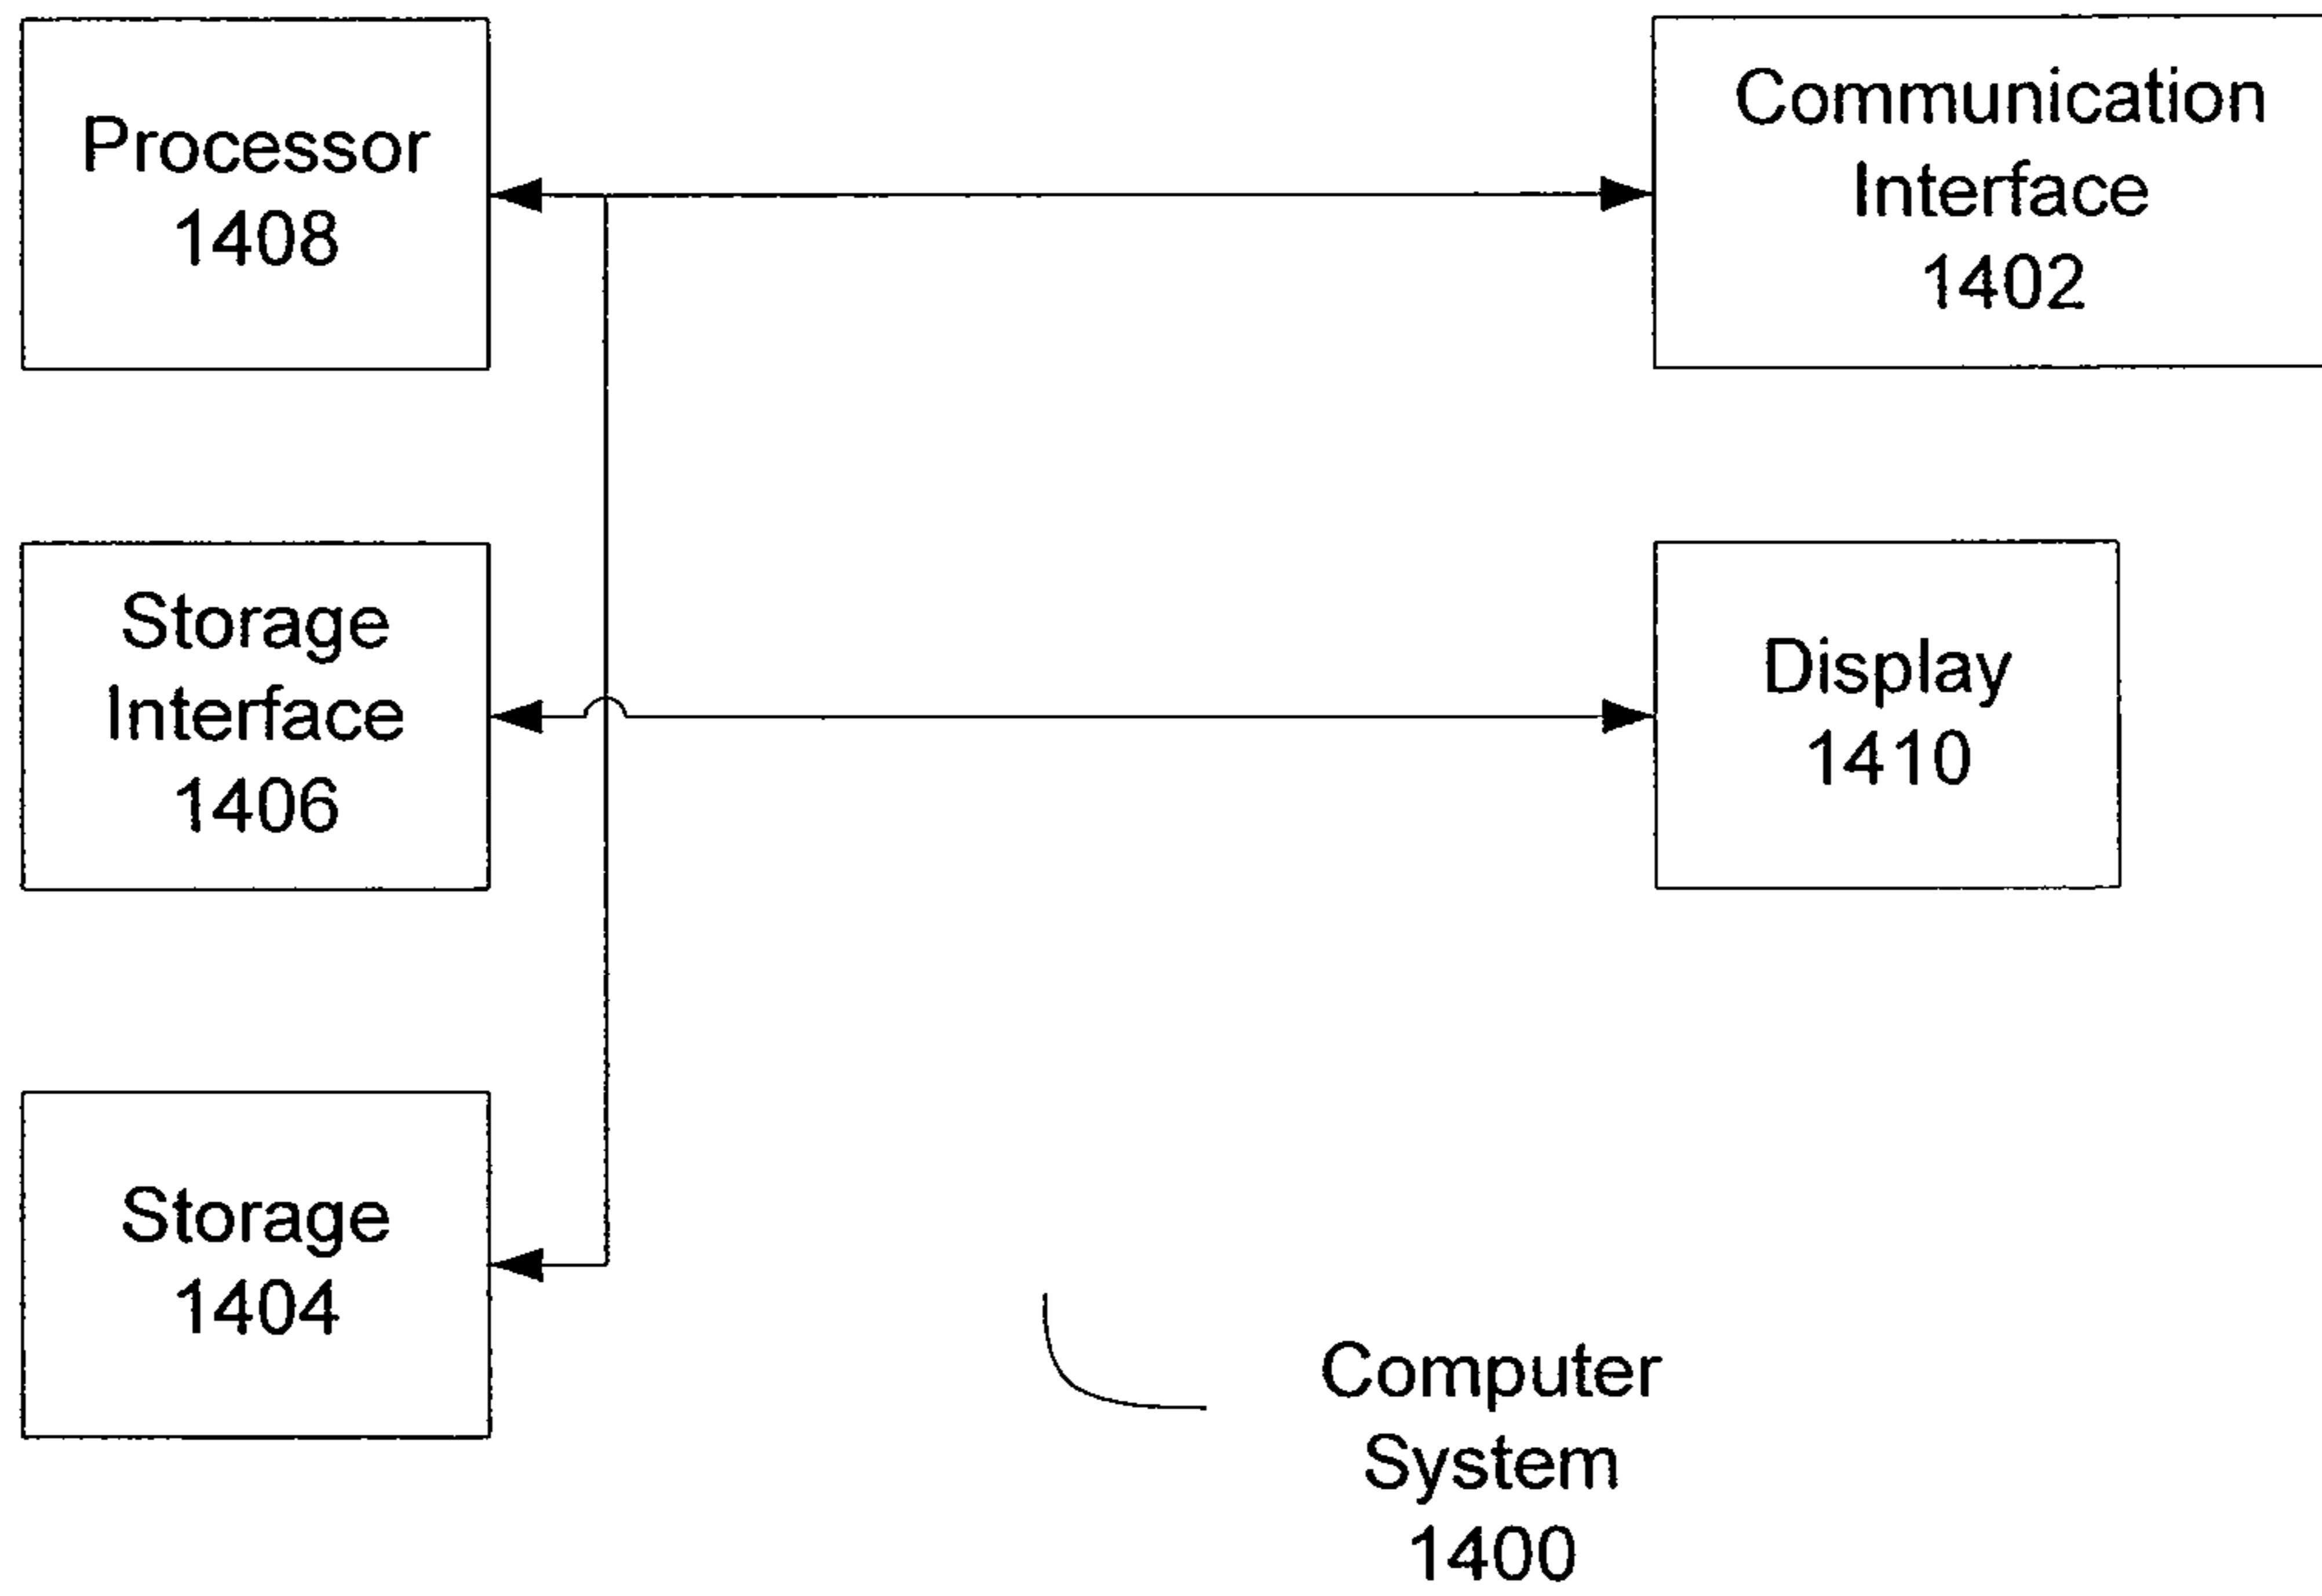 Processor
1408
Communication
Interface
1402
Storage
Interface
1406
Display
1410
Storage
1404
Computer
System
1400